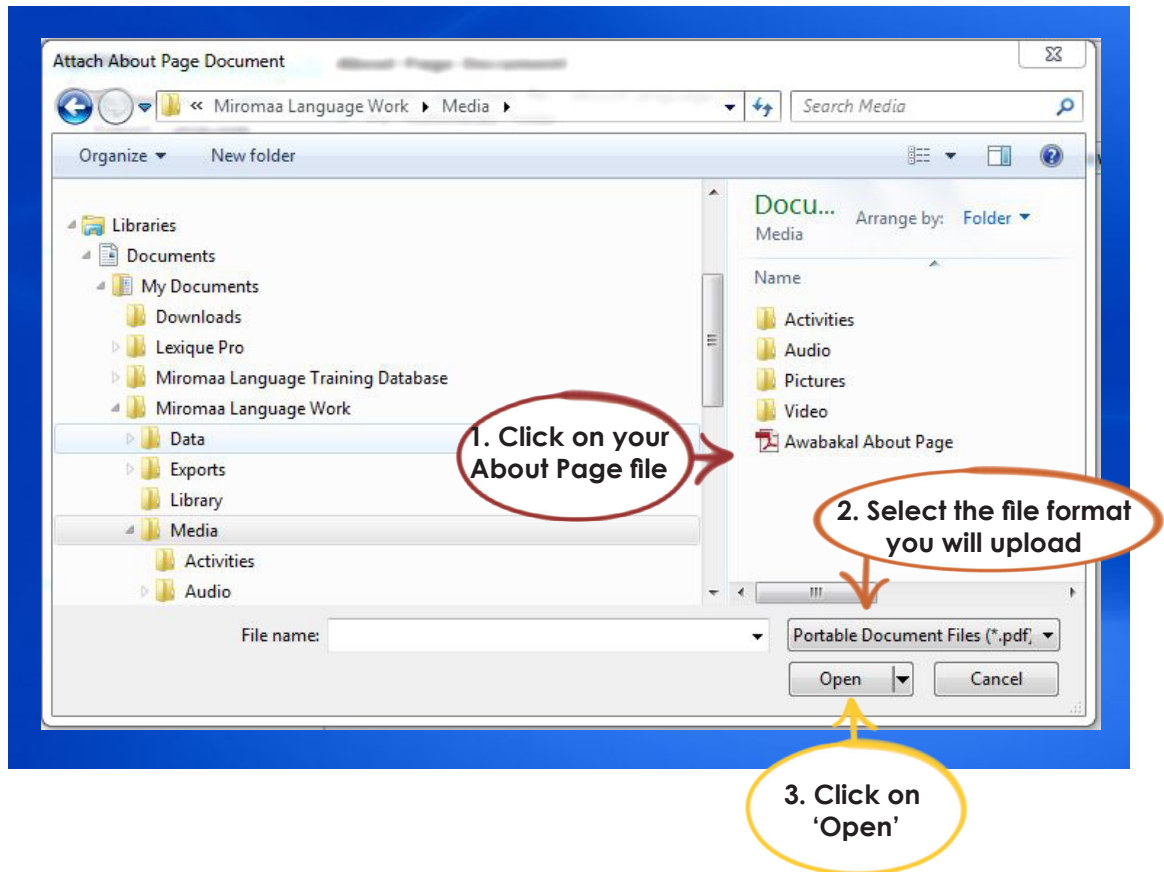 Attach About Page Document
« Miromaa Language Work Media
Search Media
Organize New folder
Libraries
Documents
My Documents
Downloads
Lexique Pro
Miromaa Language Training Database
Miromaa Language Work
Data
Exports
Library
Media
Activities
Audio
Docu...
Media
Arrange by: Folder
Name
Activities
Audio
Pictures
Video
Awabakal About Page
1. Click on your
About Page file
2. Select the file format
you will upload
File name:
Portable Document Files (*.pdf)
Open Cancel
3. Click on
‘Open’